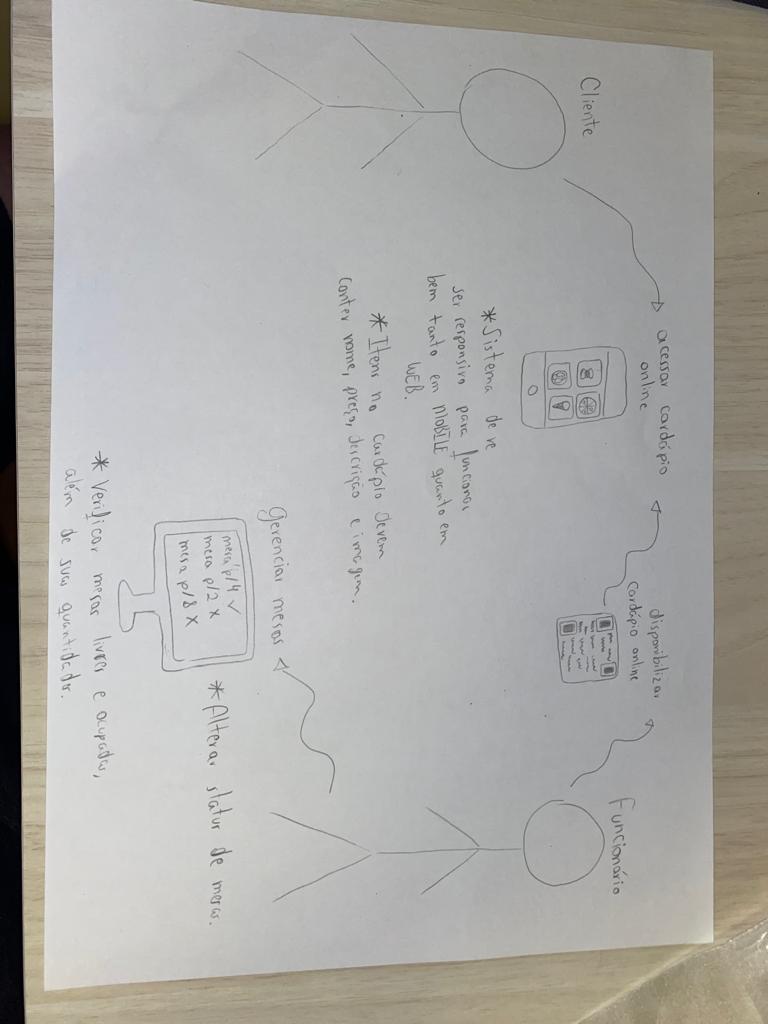 acessar cardápio
online
disponibilizar
cardápio online
Funcionário
Cliente
*Sistema de ve
ser responsivo para funcionar
bem tanto em MOBILE quanto em
WEB.
*Itens no cardápio devem
conter nome, preço, descrição e imagem.
Gerenciar mesas
mesa p/4 ✓
mesa p/2 X
mesa p/8 X
*Alterar status de mesas.
*Verificar mesas livres e ocupadas,
além de suas quantidades.